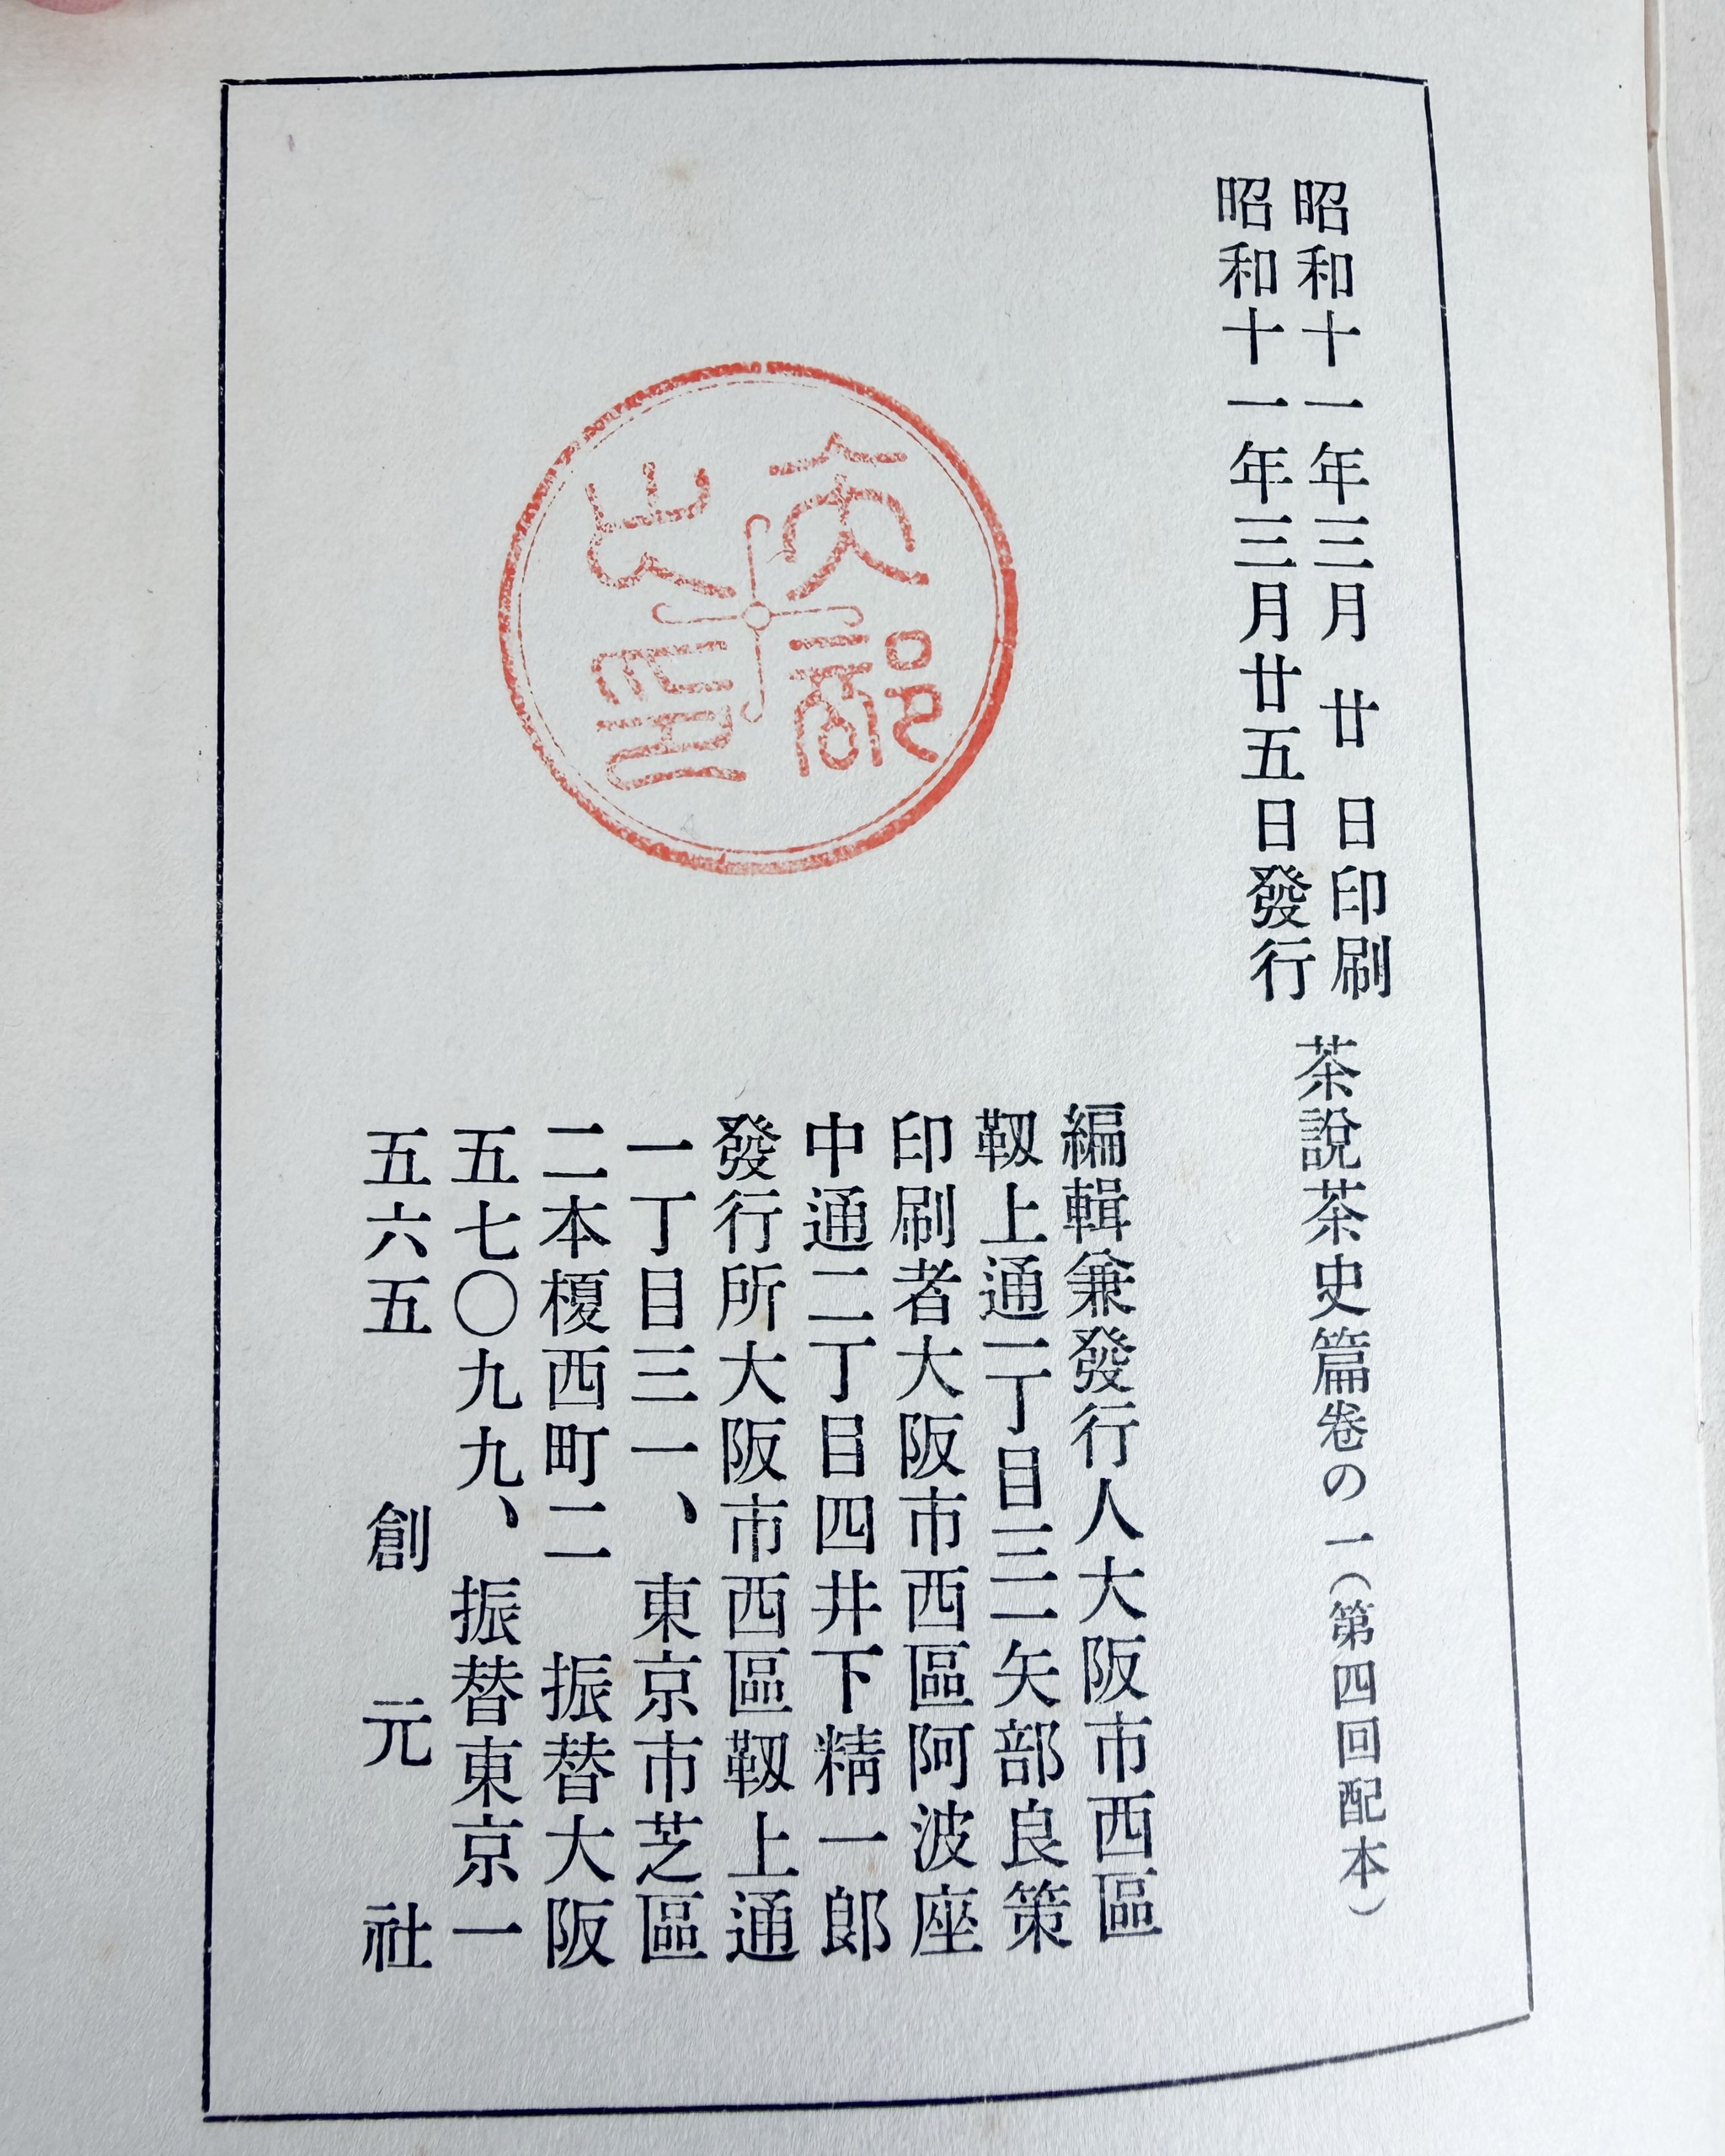 昭和十一年三月廿日印刷
昭和十一年三月廿五日發行
茶說茶史篇卷の一(第四回配本)
編輯兼發行人大阪市西區
靱上通一丁目三一矢部良策
印刷者大阪市西區阿波座
中通二丁目四井下精一郎
發行所大阪市西區靱上通
一丁目三一、東京市芝區
二本榎西町二 振替大阪
五七〇九九、振替東京一
五六五 創元社
矢部
之印